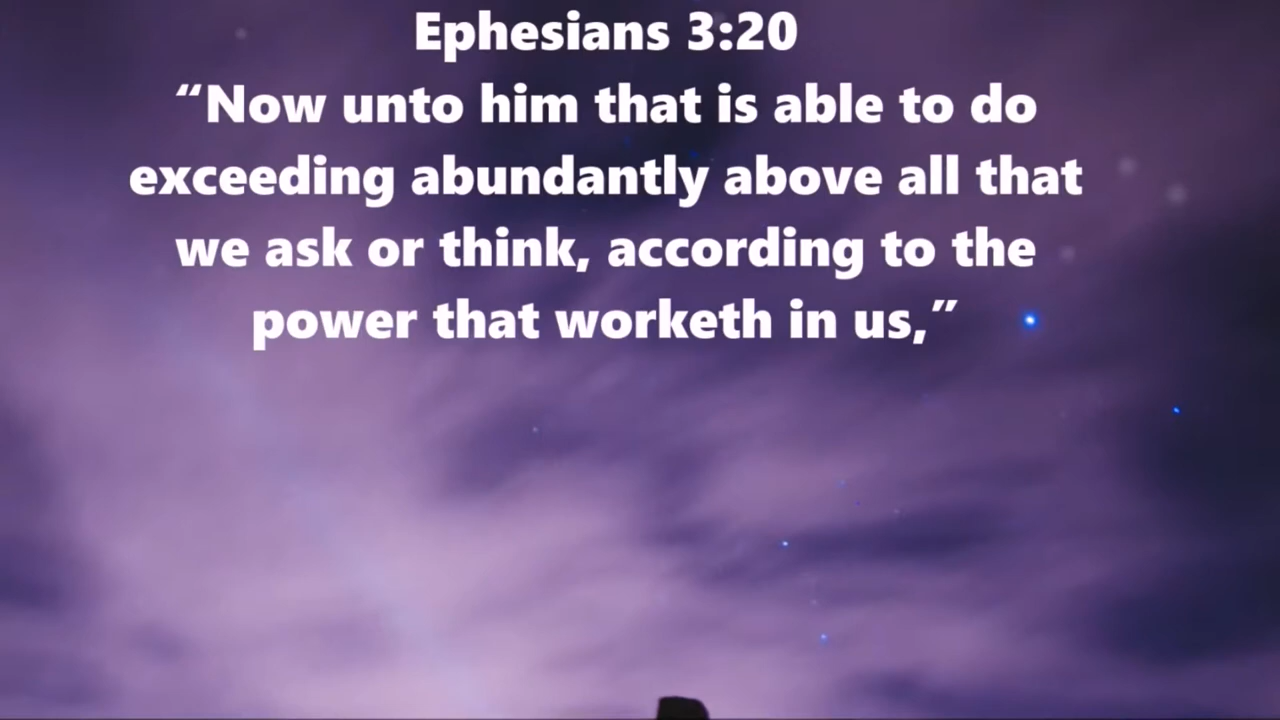 Ephesians 3:20
“Now unto him that is able to do
exceeding abundantly above all that
we ask or think, according to the
power that worketh in us,”